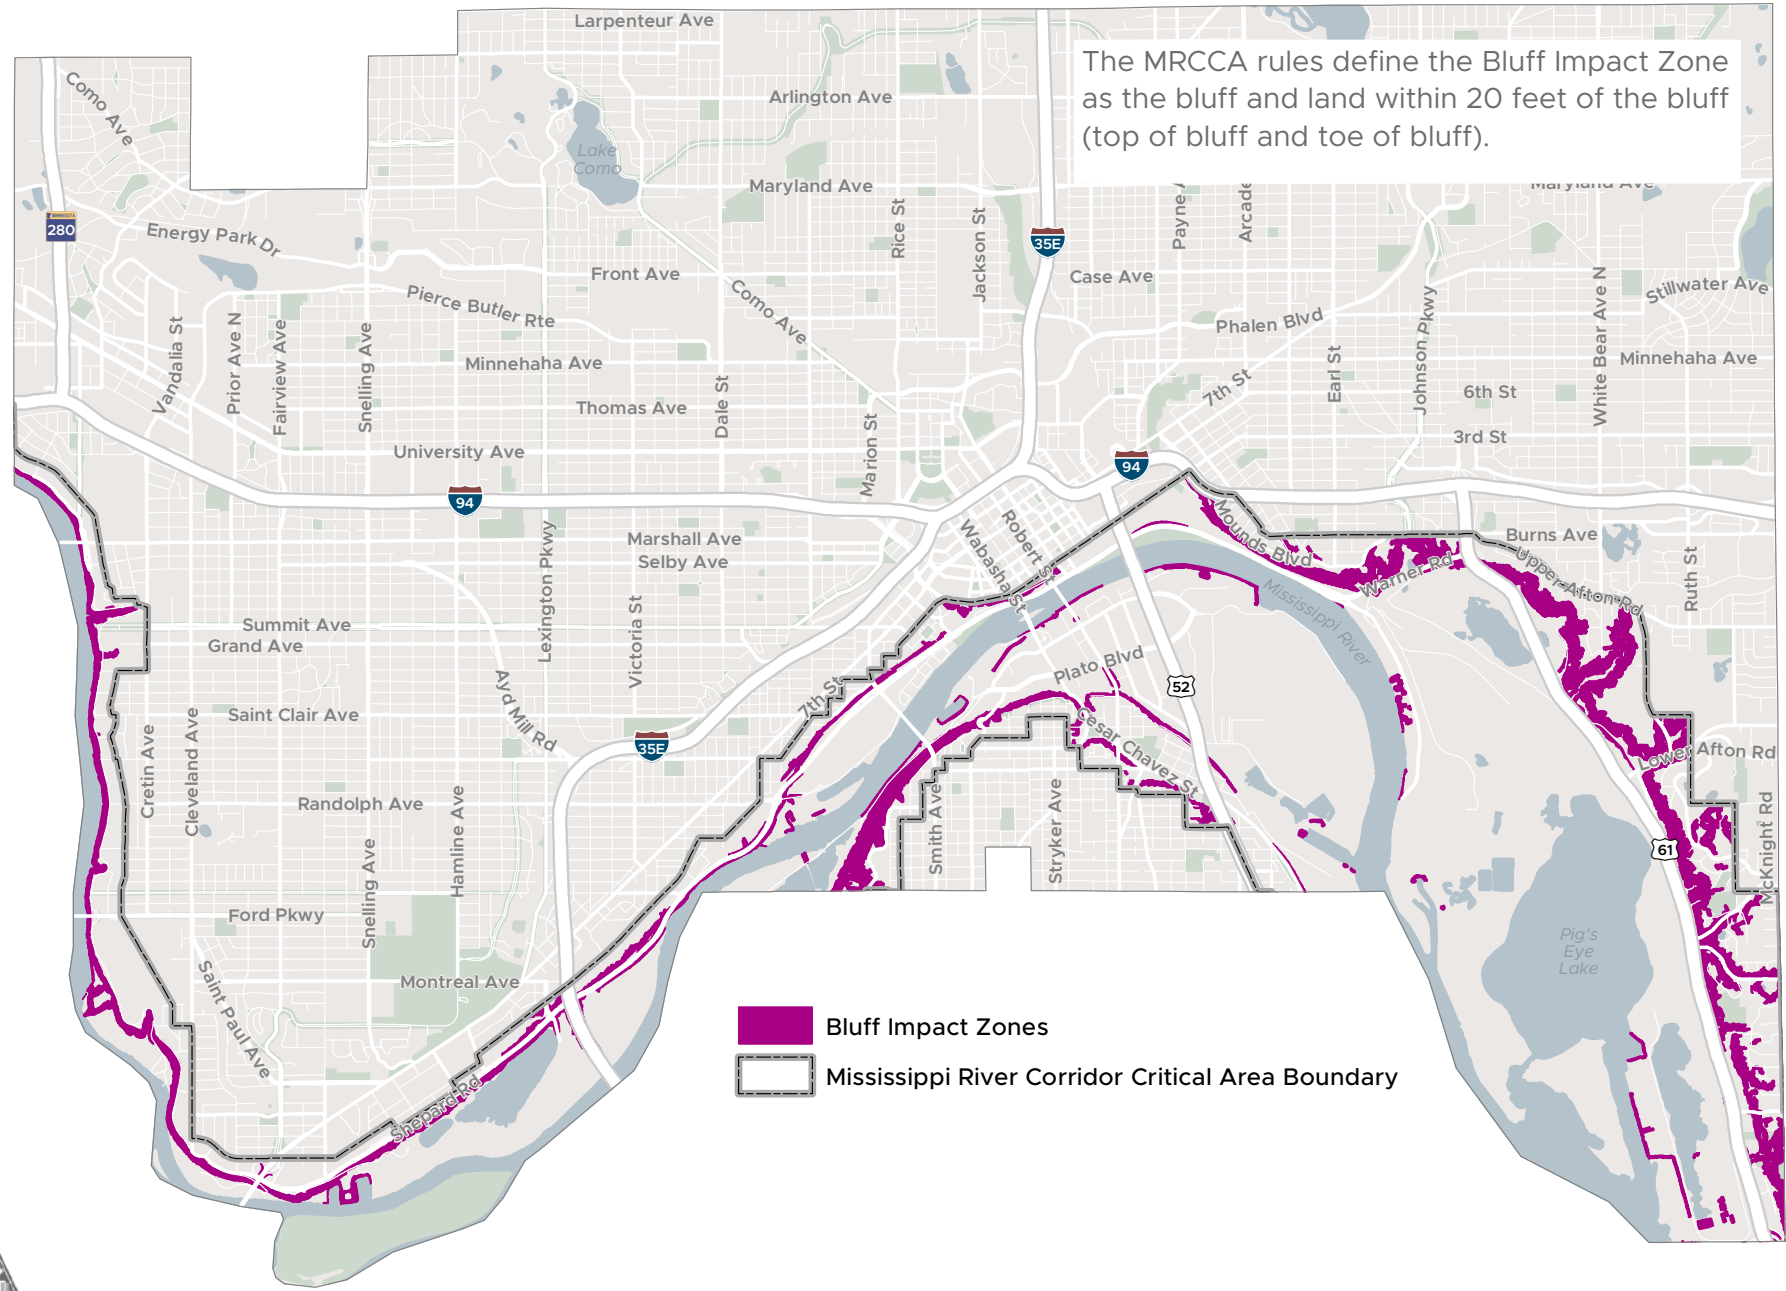 Larpenteur Ave
The MRCCA rules define the Bluff Impact Zone
as the bluff and land within 20 feet of the bluff
(top of bluff and toe of bluff).
Como Ave
Arlington Ave
Lake
Como
Maryland Ave
Maryland Ave
Rice St
Jackson St
Payne
Arcade
MINNESOTA
280
Energy Park Dr
35E
Front Ave
Case Ave
Pierce Butler Rte
Como Ave
Stillwater Ave
Vandalia St
Prior Ave N
Fairview Ave
Snelling Ave
Phalen Blvd
Johnson Pkwy
White Bear Ave N
Minnehaha Ave
Minnehaha Ave
Earl St
7th St
6th St
Thomas Ave
Dale St
Marion St
3rd St
University Ave
94
94
Lexington Pkwy
Marshall Ave
Selby Ave
Wabasha St
Robert St
Mounds Blvd
Warner Rd
Burns Ave
Upper Afton Rd
Ruth St
Mississippi River
Summit Ave
Grand Ave
Victoria St
Ayd Mill Rd
Plato Blvd
52
7th St
Saint Clair Ave
Cretin Ave
Cleveland Ave
35E
Cesar Chavez St
Lower Afton Rd
Randolph Ave
Hamline Ave
Smith Ave
Stryker Ave
61
McKnight Rd
Snelling Ave
Ford Pkwy
Pig's
Eye
Lake
Saint Paul Ave
Montreal Ave
Shepard Rd
Bluff Impact Zones
Mississippi River Corridor Critical Area Boundary